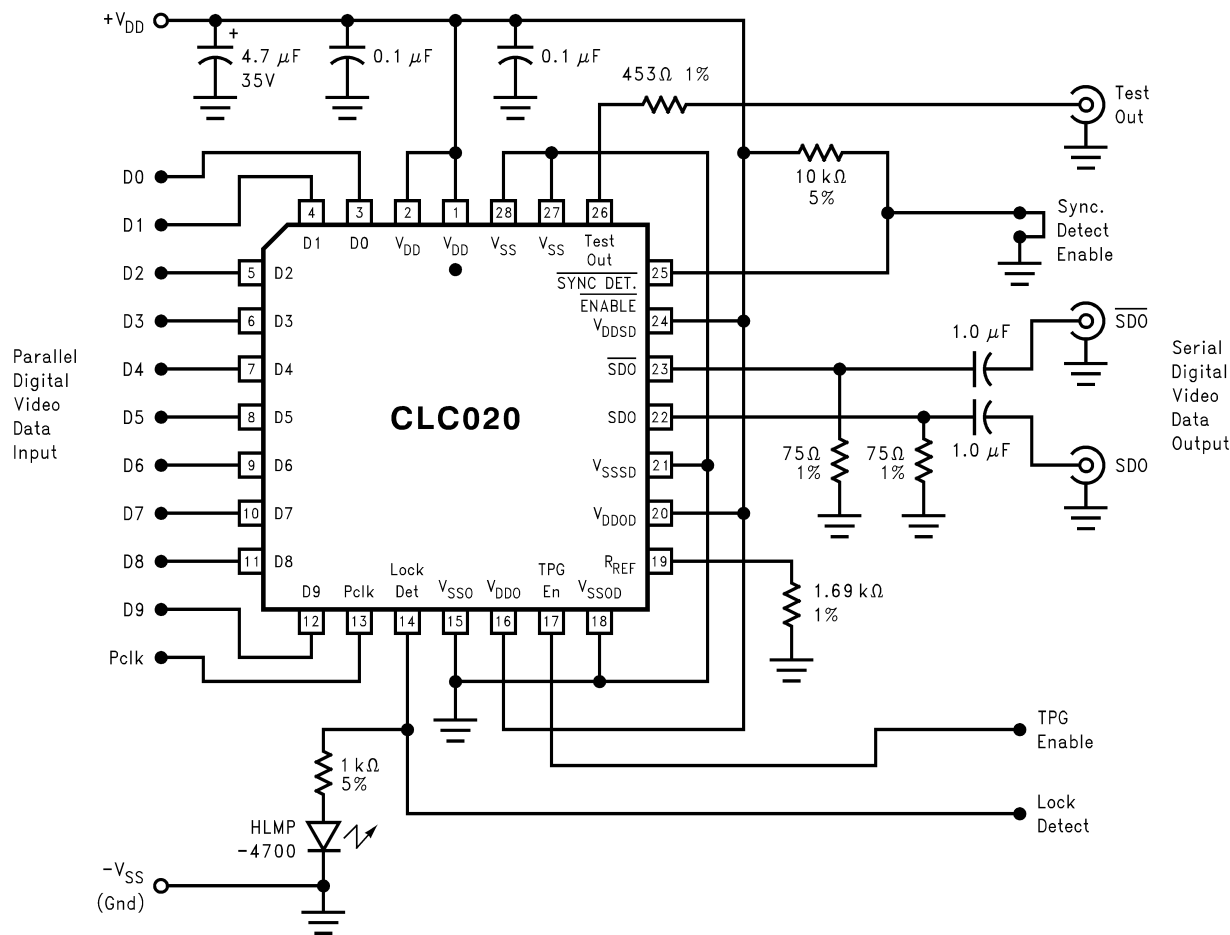 +VDD
+
4.7 μF
35V
0.1 μF
0.1 μF
453Ω 1%
Test
Out
10 kΩ
5%
Sync.
Detect
Enable
D0
D1
D2
D3
D4
D5
D6
D7
D8
D9
Pclk
Parallel
Digital
Video
Data
Input
4
3
2
1
28
27
26
D1
D0
VDD
VDD
VSS
VSS
Test
Out
5
D2
6
D3
7
D4
8
D5
9
D6
10
D7
11
D8
CLC020
SYNC DET.
ENABLE
25
VDDSD
24
SDO
23
SDO
22
VSSSD
21
VDDOD
20
RREF
19
D9
Pclk
Lock
Det
VSSO
VDDO
TPG
En
VSSOD
12
13
14
15
16
17
18
1.0 μF
SDO
1.0 μF
SDO
75Ω
1%
75Ω
1%
Serial
Digital
Video
Data
Output
1.69 kΩ
1%
TPG
Enable
Lock
Detect
1 kΩ
5%
HLMP
-4700
-VSS
(Gnd)